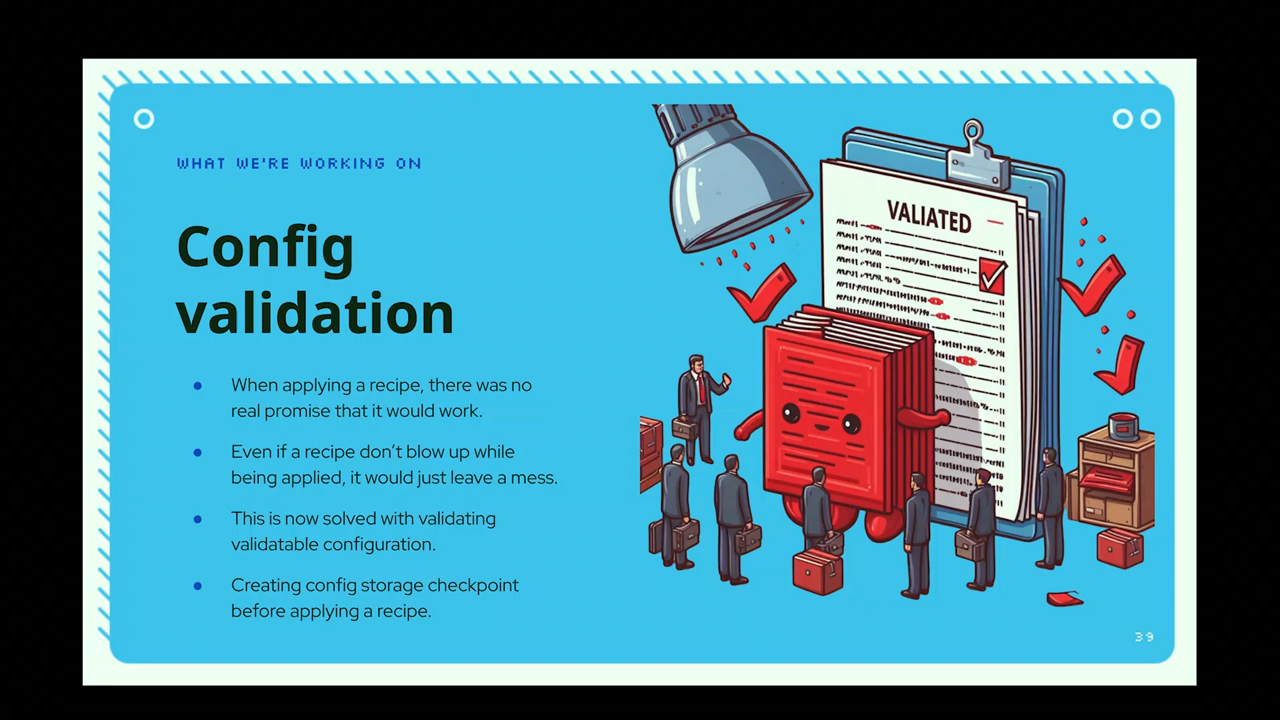 WHAT WE'RE WORKING ON
Config
validation
When applying a recipe, there was no
real promise that it would work.
Even if a recipe don't blow up while
being applied, it would just leave a mess.
This is now solved with validating
validatable configuration.
Creating config storage checkpoint
before applying a recipe.
VALIATED
39